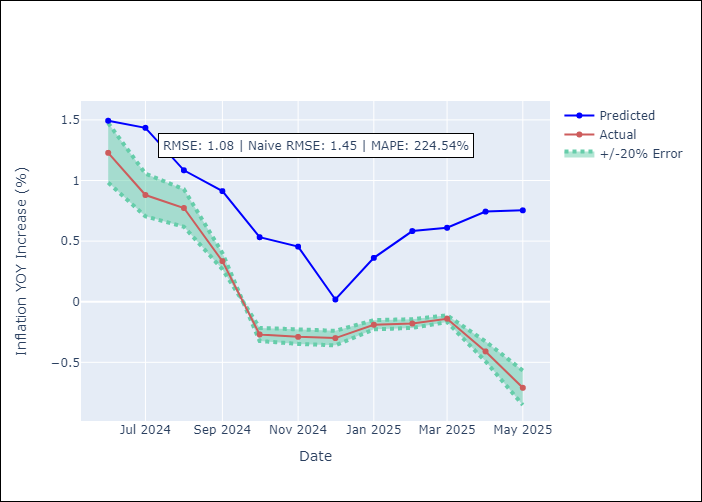 RMSE: 1.08 | Naive RMSE: 1.45 | MAPE: 224.54%
Predicted
Actual
+/-20% Error
Inflation YOY Increase (%)
1.5
1
0.5
0
−0.5
Jul 2024
Sep 2024
Nov 2024
Jan 2025
Mar 2025
May 2025
Date